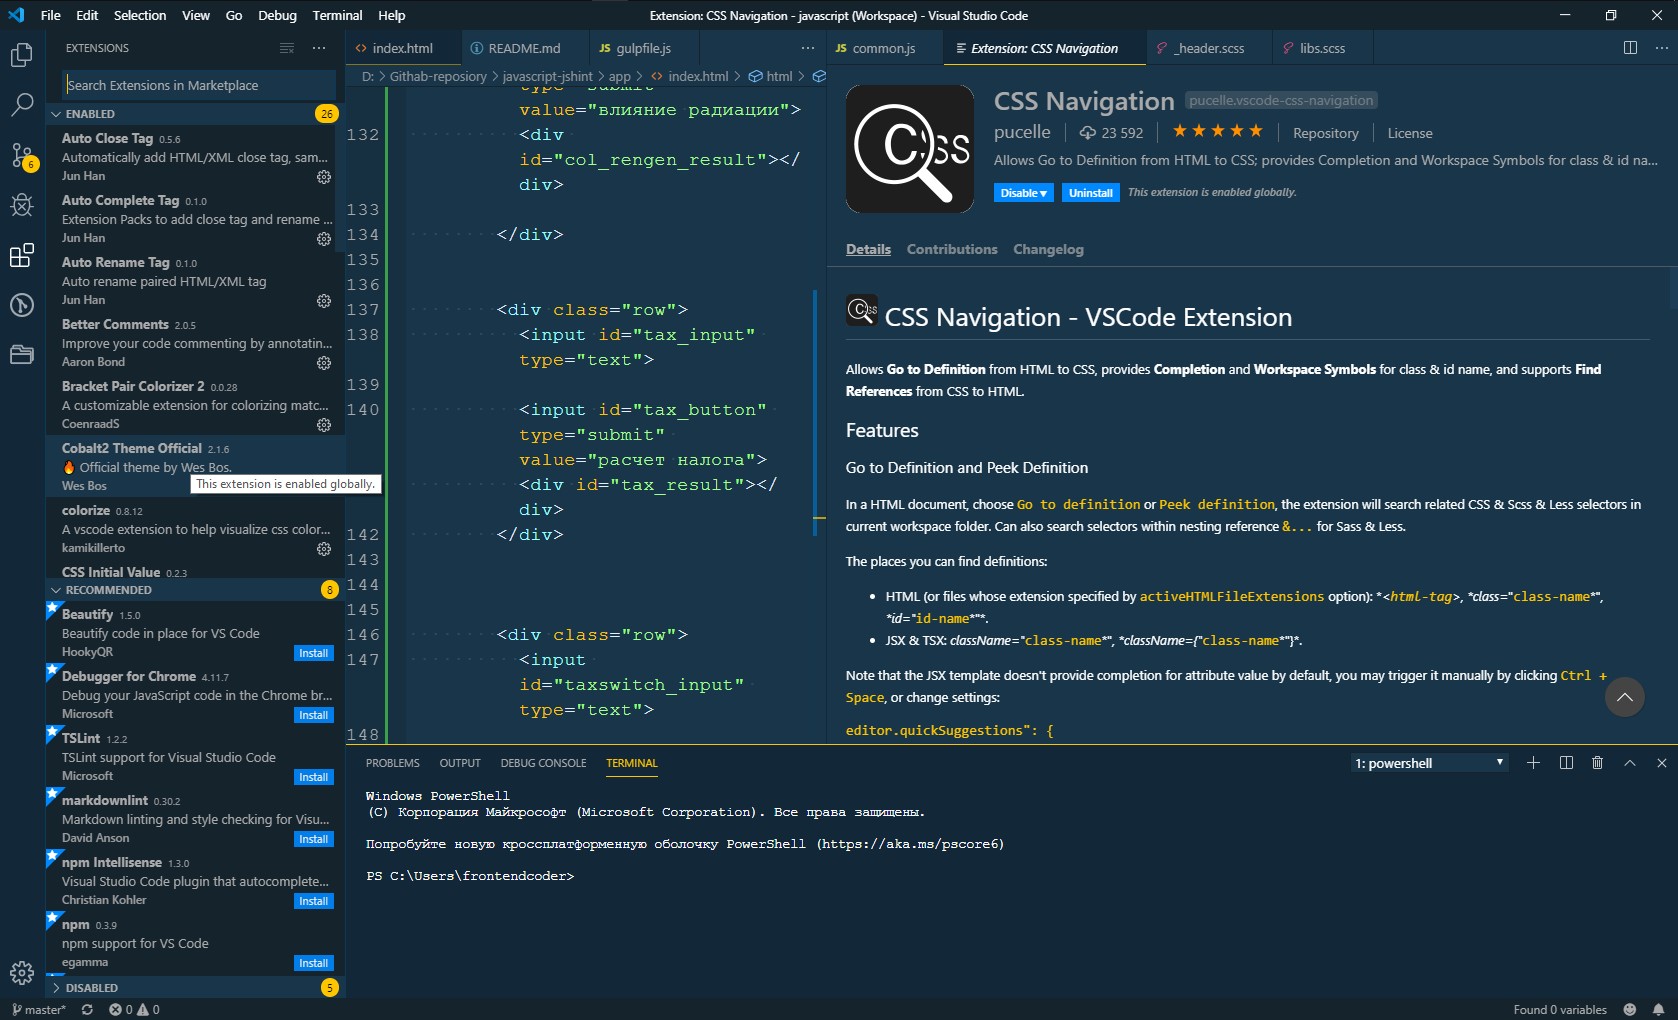 File Edit Selection View Go Debug Terminal Help
Extension: CSS Navigation - javascript (Workspace) - Visual Studio Code
EXTENSIONS
Search Extensions in Marketplace
ENABLED 26
Auto Close Tag 0.5.6
Automatically add HTML/XML close tag, sam...
Jun Han
Auto Complete Tag 0.1.0
Extension Packs to add close tag and rename ...
Jun Han
Auto Rename Tag 0.1.0
Auto rename paired HTML/XML tag
Jun Han
Better Comments 2.0.5
Improve your code commenting by annotatin...
Aaron Bond
Bracket Pair Colorizer 2 0.0.28
A customizable extension for colorizing matc...
CoenraadS
Cobalt2 Theme Official 2.1.6
🔥 Official theme by Wes Bos.
Wes Bos
This extension is enabled globally.
colorize 0.8.12
A vscode extension to help visualize css color...
kamikillerto
CSS Initial Value 0.2.3
RECOMMENDED 8
Beautify 1.5.0
Beautify code in place for VS Code
HookyQR Install
Debugger for Chrome 4.11.7
Debug your JavaScript code in the Chrome br...
Microsoft Install
TSLint 1.2.2
TSLint support for Visual Studio Code
Microsoft Install
markdownlint 0.30.2
Markdown linting and style checking for Visu...
David Anson Install
npm Intellisense 1.3.0
Visual Studio Code plugin that autocomplete...
Christian Kohler Install
npm 0.3.9
npm support for VS Code
egamma Install
DISABLED 5
6
index.html README.md JS gulpfile.js ...
D: > Githab-reposiory > javascript-jshint > app > index.html > html >
type="submit"
value="влияние радиации">
132 <div
id="col_rengen_result"></
div>
133
134 </div>
135
136
137 <div class="row">
138 <input id="tax_input"
type="text">
139
140 <input id="tax_button"
type="submit"
value="расчет налога">
<div id="tax_result"></
div>
142 </div>
143
144
145
146 <div class="row">
147 <input
id="taxswitch_input"
type="text">
148
JS common.js Extension: CSS Navigation _header.scss libs.scss ...
CSS
CSS Navigation pucelle.vscode-css-navigation
pucelle 23 592 ★★★★★ Repository License
Allows Go to Definition from HTML to CSS; provides Completion and Workspace Symbols for class & id na...
Disable Uninstall This extension is enabled globally.
Details Contributions Changelog
CSS CSS Navigation - VSCode Extension
Allows Go to Definition from HTML to CSS, provides Completion and Workspace Symbols for class & id name, and supports Find
References from CSS to HTML.
Features
Go to Definition and Peek Definition
In a HTML document, choose Go to definition or Peek definition, the extension will search related CSS & Scss & Less selectors in
current workspace folder. Can also search selectors within nesting reference &... for Sass & Less.
The places you can find definitions:
• HTML (or files whose extension specified by activeHTMLFileExtensions option): *<html-tag>, *class="class-name*",
*id="id-name*"*.
• JSX & TSX: className="class-name*", *className={"class-name*"}*.
Note that the JSX template doesn't provide completion for attribute value by default, you may trigger it manually by clicking Ctrl +
Space, or change settings:
editor.quickSuggestions": {
PROBLEMS OUTPUT DEBUG CONSOLE TERMINAL 1: powershell
Windows PowerShell
(C) Корпорация Майкрософт (Microsoft Corporation). Все права защищены.
Попробуйте новую кроссплатформенную оболочку PowerShell (https://aka.ms/pscore6)
PS C:\Users\frontendcoder>
master* 0 0 Found 0 variables